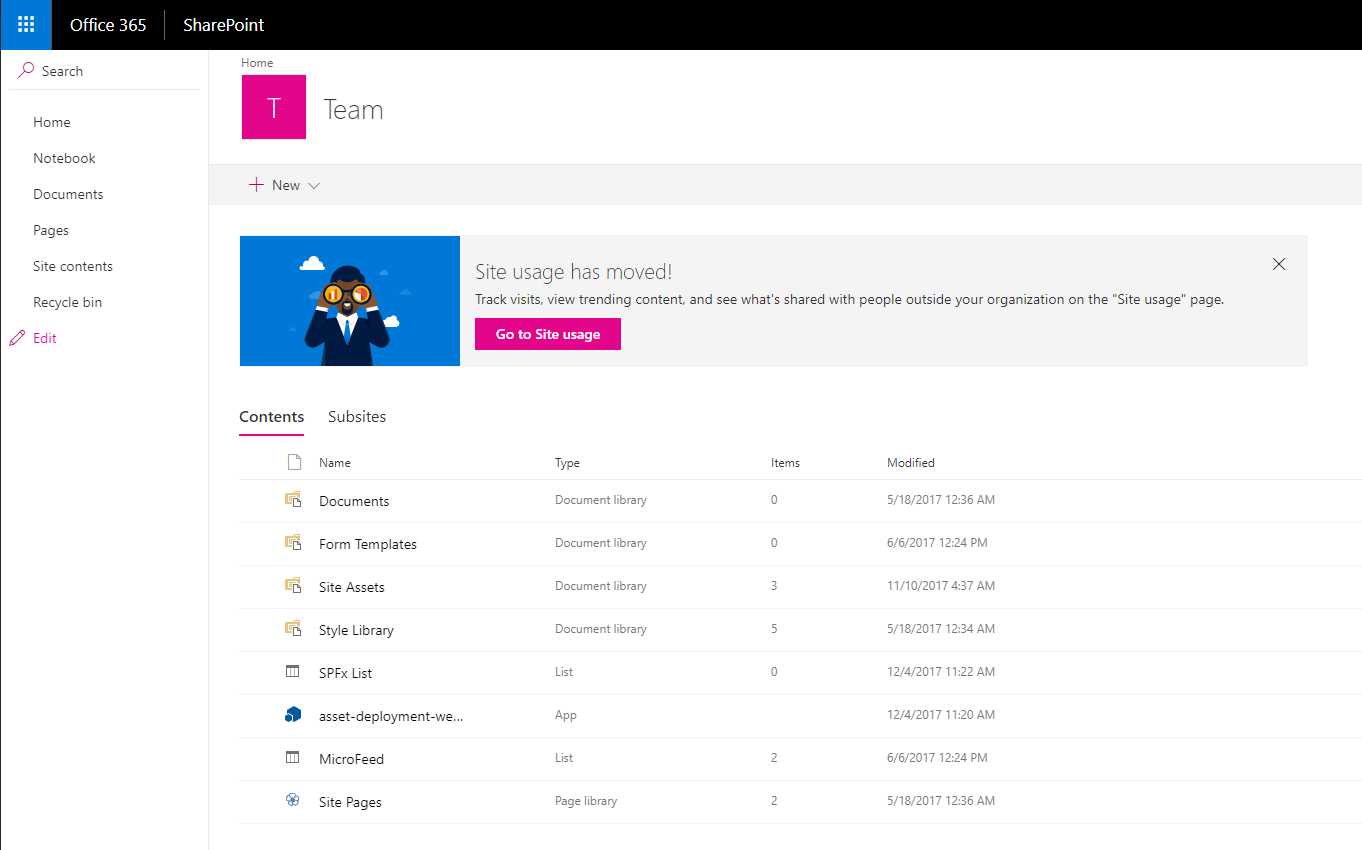 Office 365 SharePoint
Search
Home
Notebook
Documents
Pages
Site contents
Recycle bin
Edit
Home
T Team
New
Site usage has moved!
Track visits, view trending content, and see what's shared with people outside your organization on the "Site usage" page.
Go to Site usage
Contents Subsites
Name Type Items Modified
Documents Document library 0 5/18/2017 12:36 AM
Form Templates Document library 0 6/6/2017 12:24 PM
Site Assets Document library 3 11/10/2017 4:37 AM
Style Library Document library 5 5/18/2017 12:34 AM
SPFx List List 0 12/4/2017 11:22 AM
asset-deployment-we... App 12/4/2017 11:20 AM
MicroFeed List 2 6/6/2017 12:24 PM
Site Pages Page library 2 5/18/2017 12:36 AM